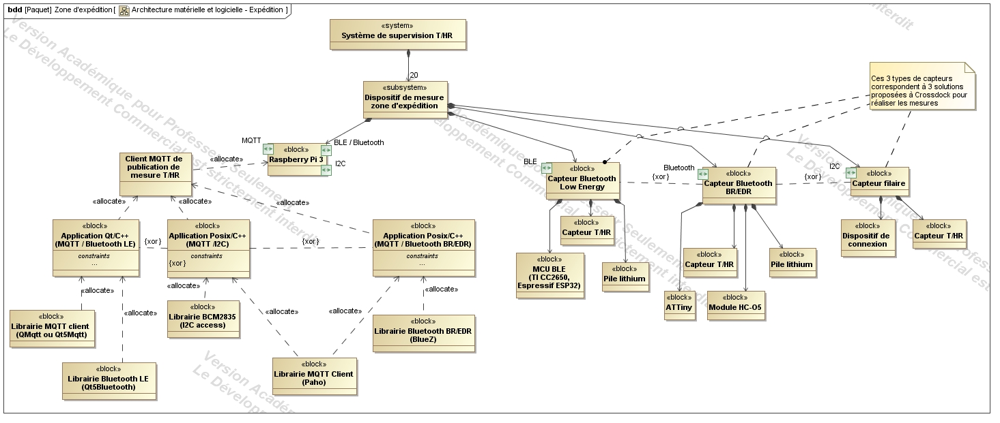 bdd [Paquet] Zone d'expédition[ Architecture matérielle et logicielle - Expédition ]
«system»
Système de supervision T/HR
20
«subsystem»
Dispositif de mesure
zone d'expédition
Ces 3 types de capteurs
correspondent à 3 solutions
proposées à Crossdock pour
réaliser les mesures
MQTT
BLE / Bluetooth
I2C
«block»
Raspberry Pi 3
«allocate»
Client MQTT de
publication de
mesure T/HR
BLE
«block»
Capteur Bluetooth
Low Energy
{xor}
Bluetooth
«block»
Capteur Bluetooth
BR/EDR
{xor}
I2C
«block»
Capteur filaire
«allocate»
«allocate»
«allocate»
«block»
Application Qt/C++
(MQTT / Bluetooth LE)
constraints
...
{xor}
«block»
Apllication Posix/C++
(MQTT /I2C)
constraints
{xor}
{xor}
«block»
Application Posix/C++
(MQTT / Bluetooth BR/EDR)
constraints
...
«block»
Capteur T/HR
«block»
MCU BLE
(TI CC2650,
Espressif ESP32)
«block»
Pile lithium
«block»
Capteur T/HR
«block»
Pile lithium
«block»
ATTiny
«block»
Module HC-O5
«block»
Dispositif de
connexion
«block»
Capteur T/HR
«allocate»
«allocate»
«allocate»
«allocate»
«allocate»
«allocate»
«block»
Librairie MQTT client
(QMqtt ou Qt5Mqtt)
«block»
Librairie BCM2835
(I2C access)
«block»
Librairie Bluetooth BR/EDR
(BlueZ)
«block»
Librairie Bluetooth LE
(Qt5Bluetooth)
«block»
Librairie MQTT Client
(Paho)
Version Académique pour Professeur Seulement
Le Développement Commercial est strictement interdit